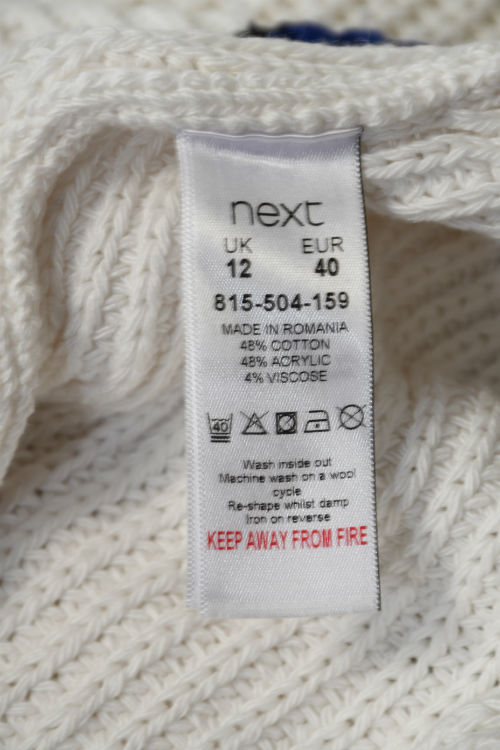 next
UK EUR
12 40
815-504-159
MADE IN ROMANIA
48% COTTON
48% ACRYLIC
4% VISCOSE
40
Wash inside out
Machine wash on a wool
cycle
Re-shape whilst damp
Iron on reverse
KEEP AWAY FROM FIRE